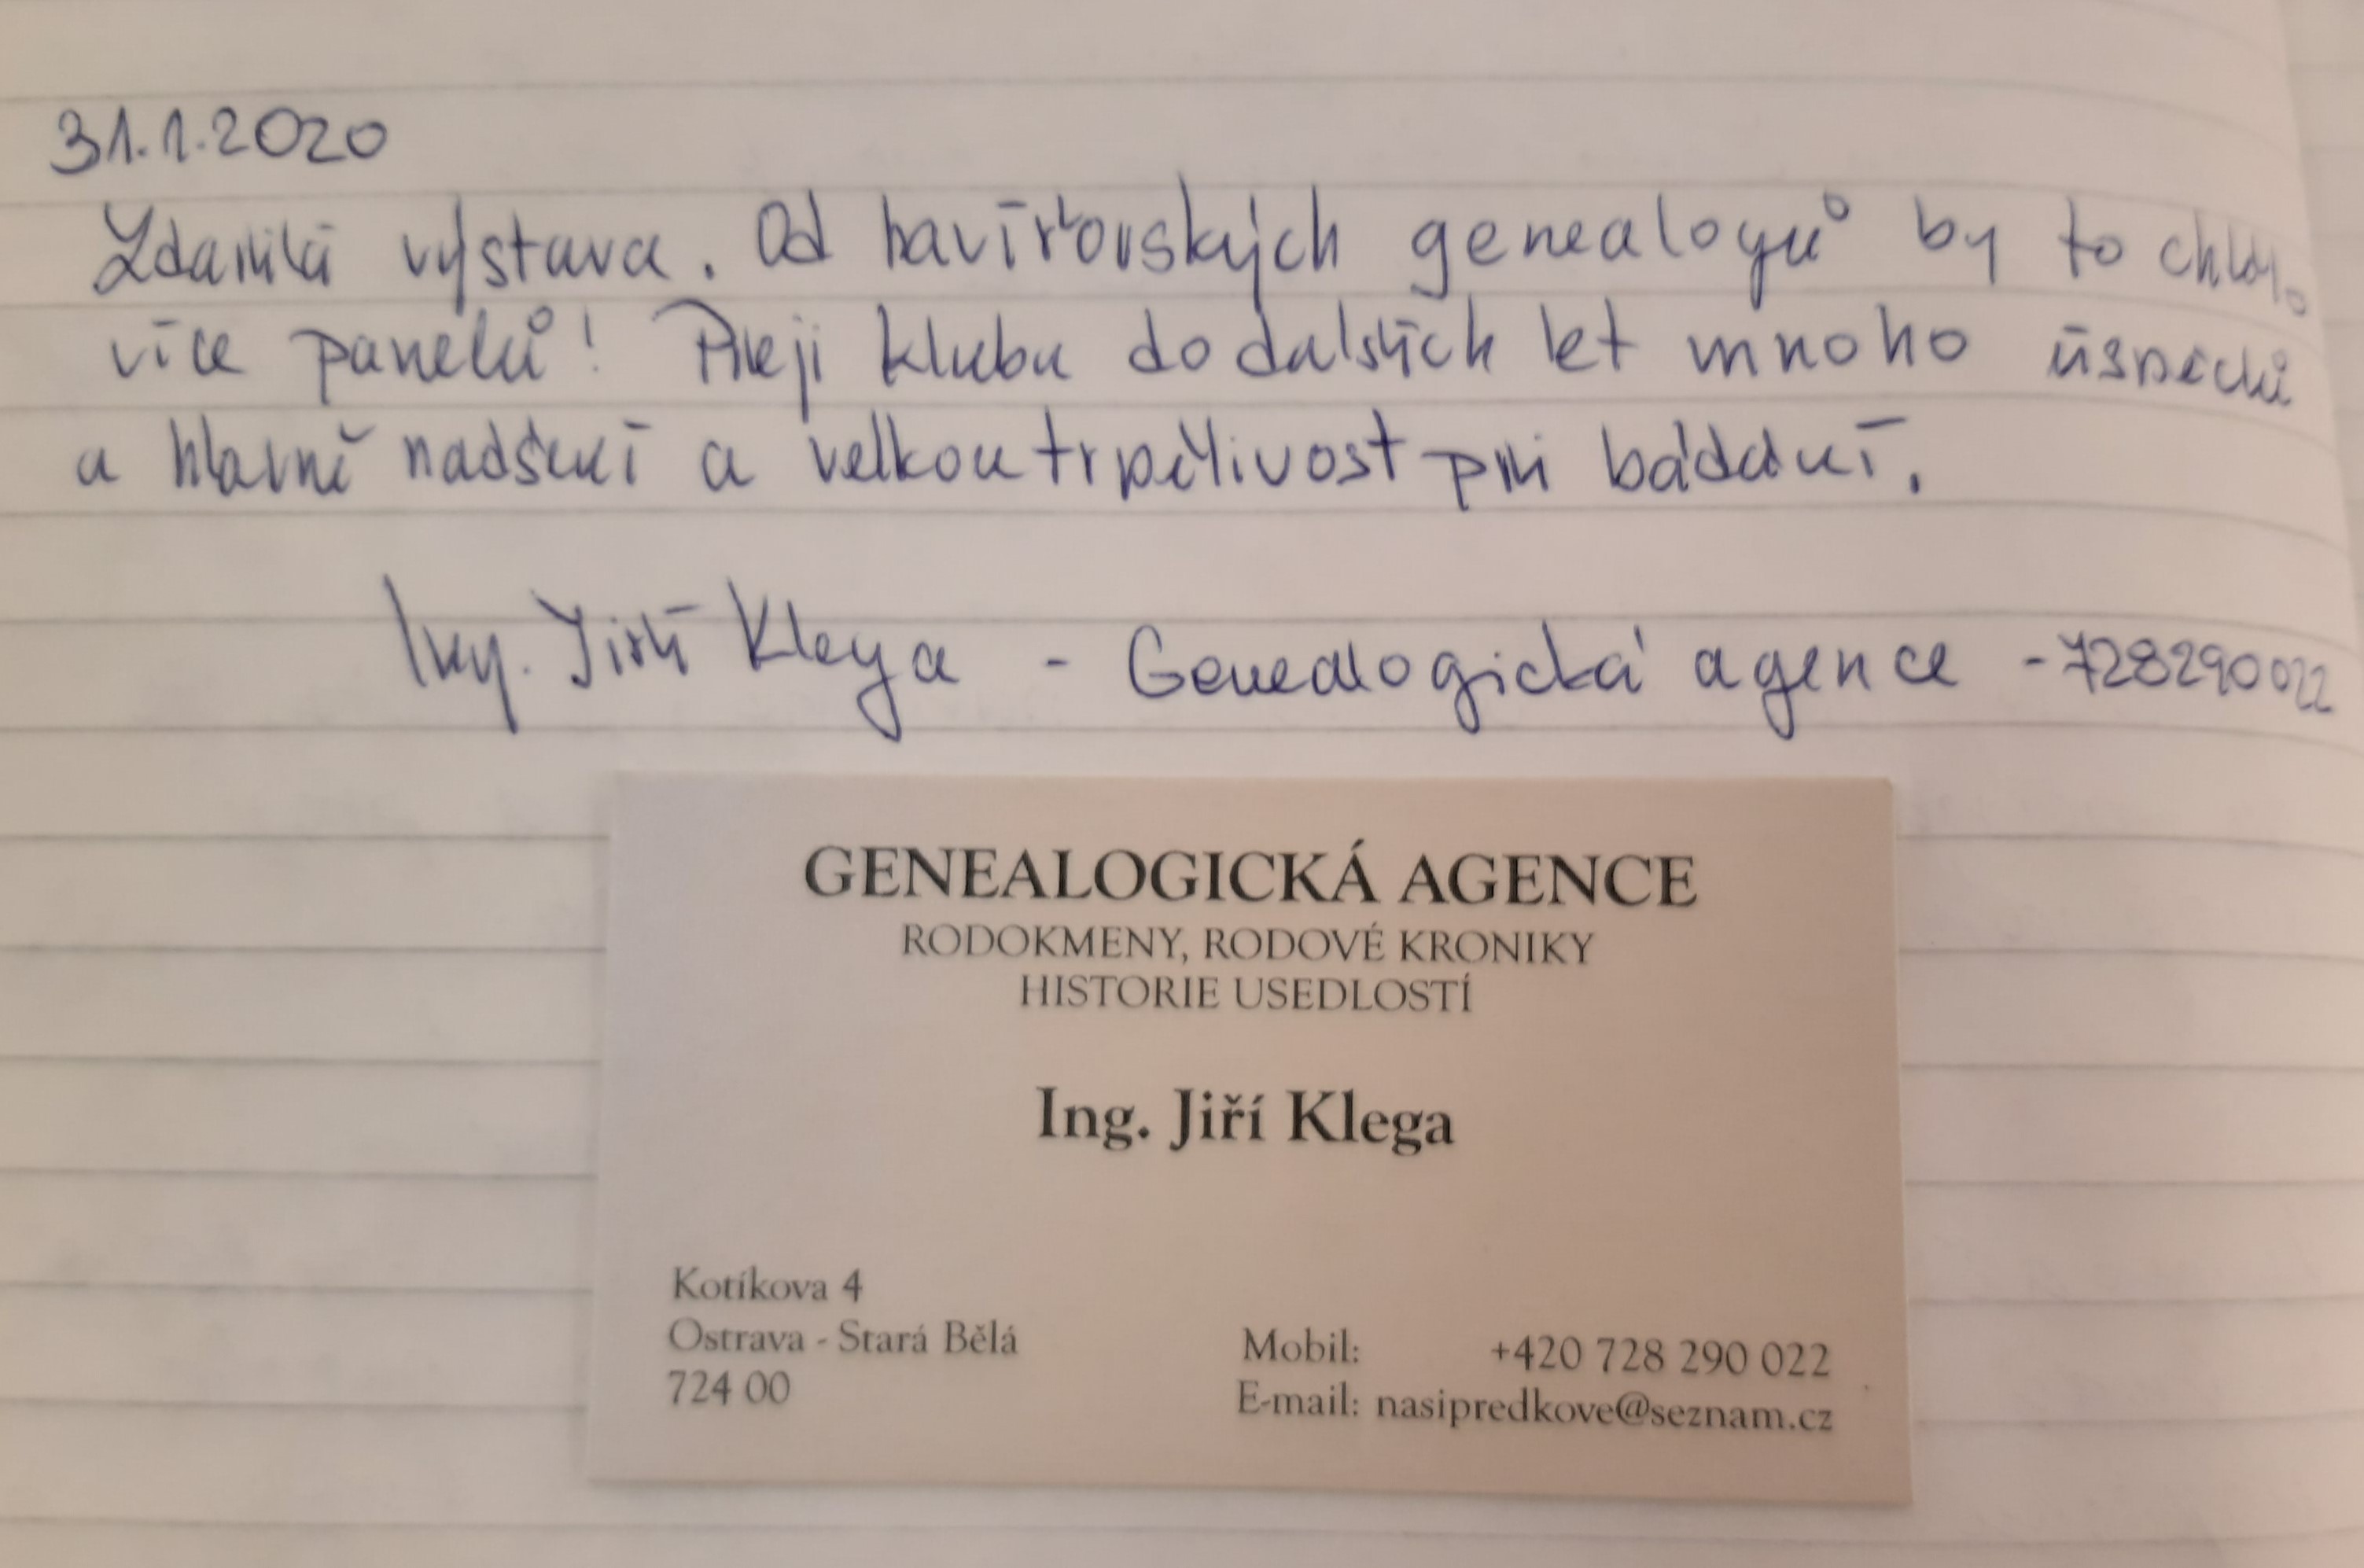 31.1.2020
Zdařilá výstava. Od havířovských genealogů by to chtělo
více panelů! Přeji klubu do dalších let mnoho úspěchů
a hlavně nadšení a velkou trpělivost při bádání.
Ing. Jiří Klega - Genealogická agence - 728290022
GENEALOGICKÁ AGENCE
RODOKMENY, RODOVÉ KRONIKY
HISTORIE USEDLOSTÍ
Ing. Jiří Klega
Kotíkova 4
Ostrava - Stará Bělá
724 00
Mobil: +420 728 290 022
E-mail: nasipredkove@seznam.cz